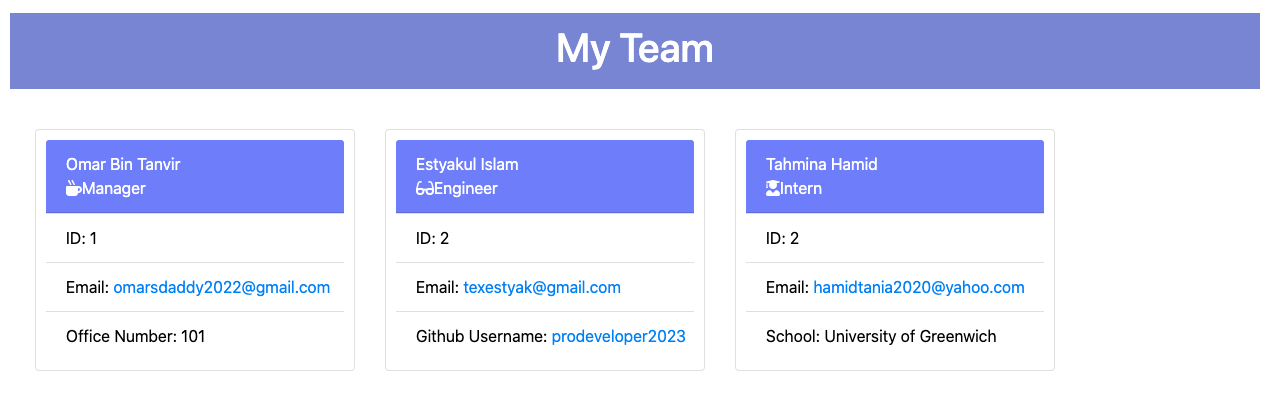 My Team
Omar Bin Tanvir
Manager
ID: 1
Email: omarsdaddy2022@gmail.com
Office Number: 101
Estyakul Islam
Engineer
ID: 2
Email: texestyak@gmail.com
Github Username: prodeveloper2023
Tahmina Hamid
Intern
ID: 2
Email: hamidtania2020@yahoo.com
School: University of Greenwich